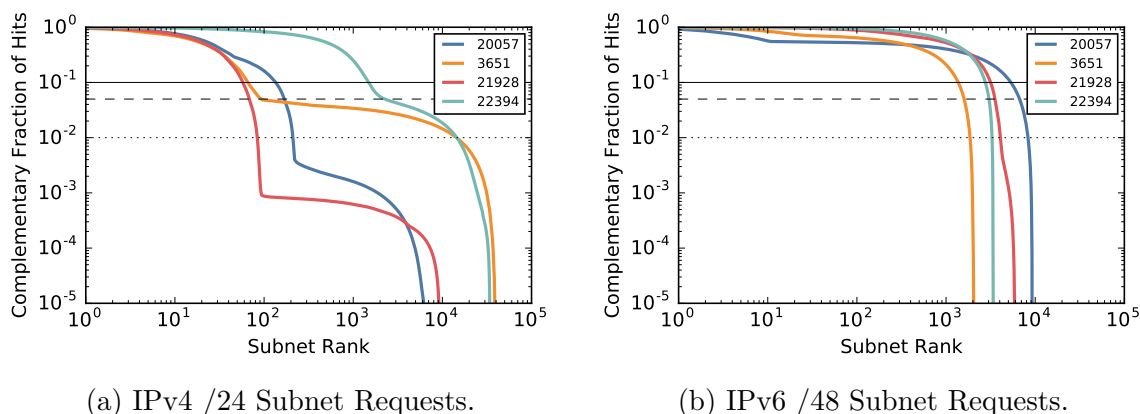 Complementary Fraction of Hits
10^0
10^-1
10^-2
10^-3
10^-4
10^-5
20057
3651
21928
22394
10^0 10^1 10^2 10^3 10^4 10^5
Subnet Rank
(a) IPv4 /24 Subnet Requests.
Complementary Fraction of Hits
10^0
10^-1
10^-2
10^-3
10^-4
10^-5
20057
3651
21928
22394
10^0 10^1 10^2 10^3 10^4 10^5
Subnet Rank
(b) IPv6 /48 Subnet Requests.